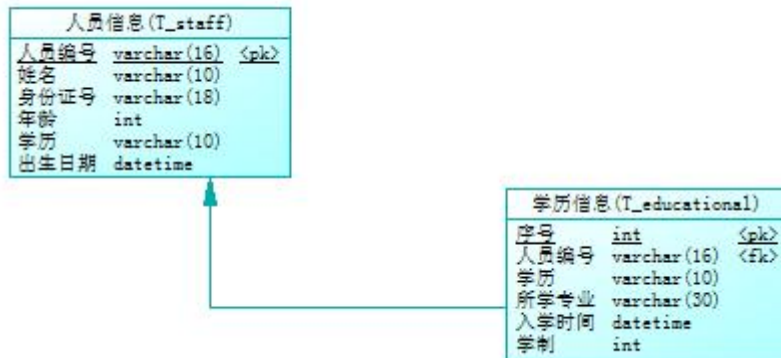 人员信息(T_staff)
人员编号 varchar(16) <pk>
姓名 varchar(10)
身份证号 varchar(18)
年龄 int
学历 varchar(10)
出生日期 datetime
学历信息(T_educational)
序号 int <pk>
人员编号 varchar(16) <fk>
学历 varchar(10)
所学专业 varchar(30)
入学时间 datetime
学制 int